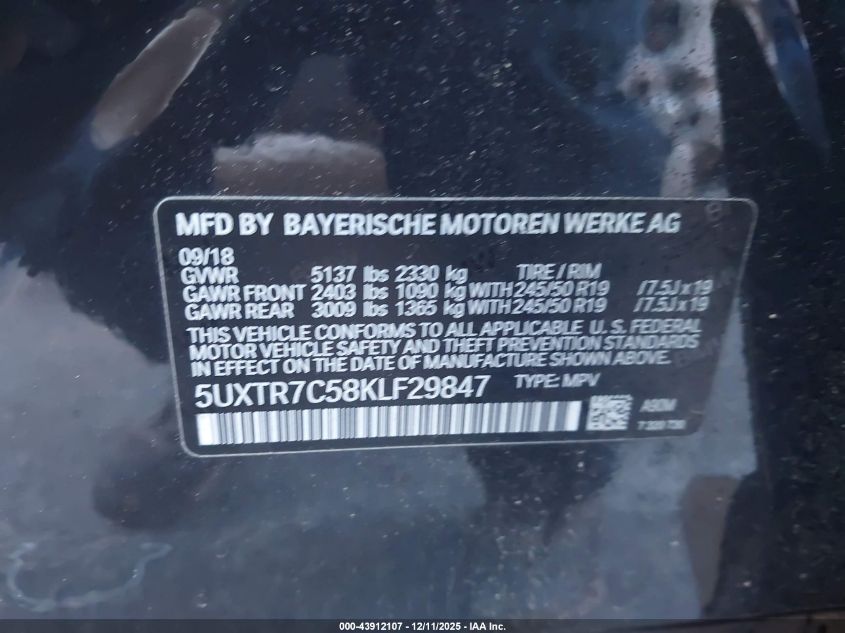 MFD BY BAYERISCHE MOTOREN WERKE AG
09/18
GVWR 5137 lbs 2330 kg TIRE / RIM
GAWR FRONT 2403 lbs 1090 kg WITH 245/50 R19 /7.5J x 19
GAWR REAR 3009 lbs 1365 kg WITH 245/50 R19 /7.5J x 19
THIS VEHICLE CONFORMS TO ALL APPLICABLE U.S. FEDERAL
MOTOR VEHICLE SAFETY AND THEFT PREVENTION STANDARDS
IN EFFECT ON THE DATE OF MANUFACTURE SHOWN ABOVE.
5UXTR7C58KLF29847 TYPE: MPV
A90M
000-43912107 - 12/11/2025 - IAA Inc.